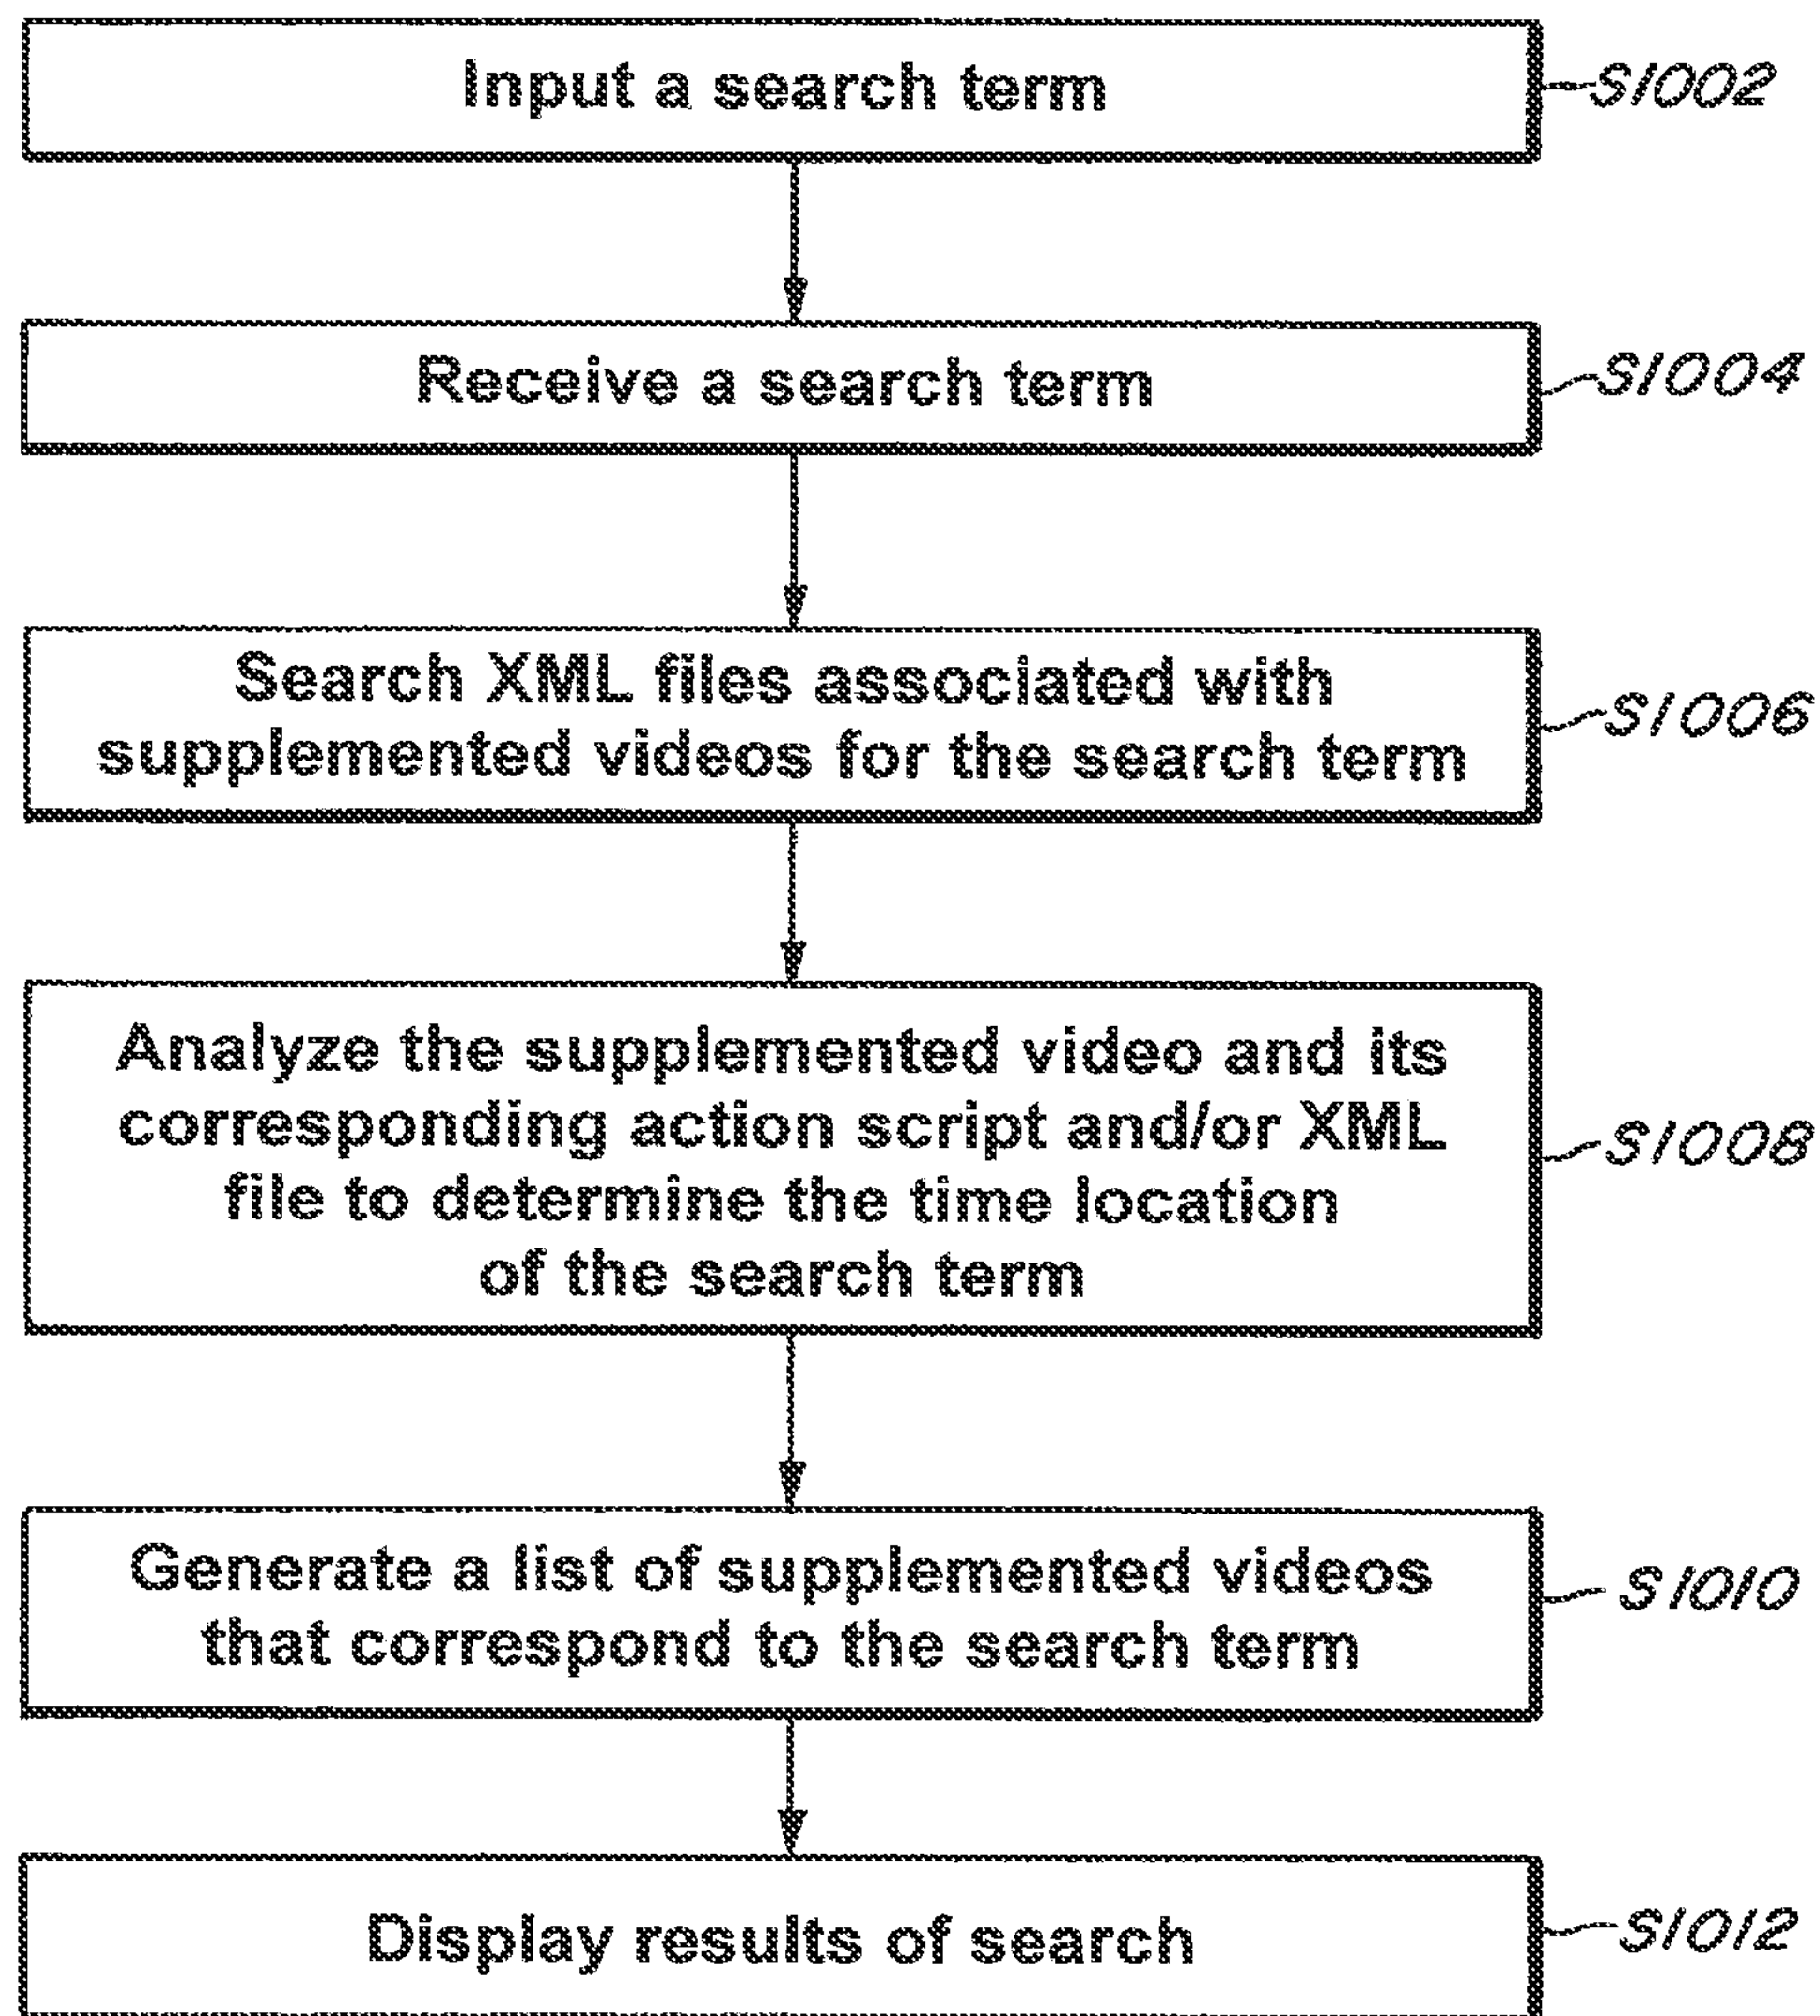 Input a search term
S1002
Receive a search term
S1004
Search XML files associated with
supplemented videos for the search term
S1006
Analyze the supplemented video and its
corresponding action script and/or XML
file to determine the time location
of the search term
S1008
Generate a list of supplemented videos
that correspond to the search term
S1010
Display results of search
S1012